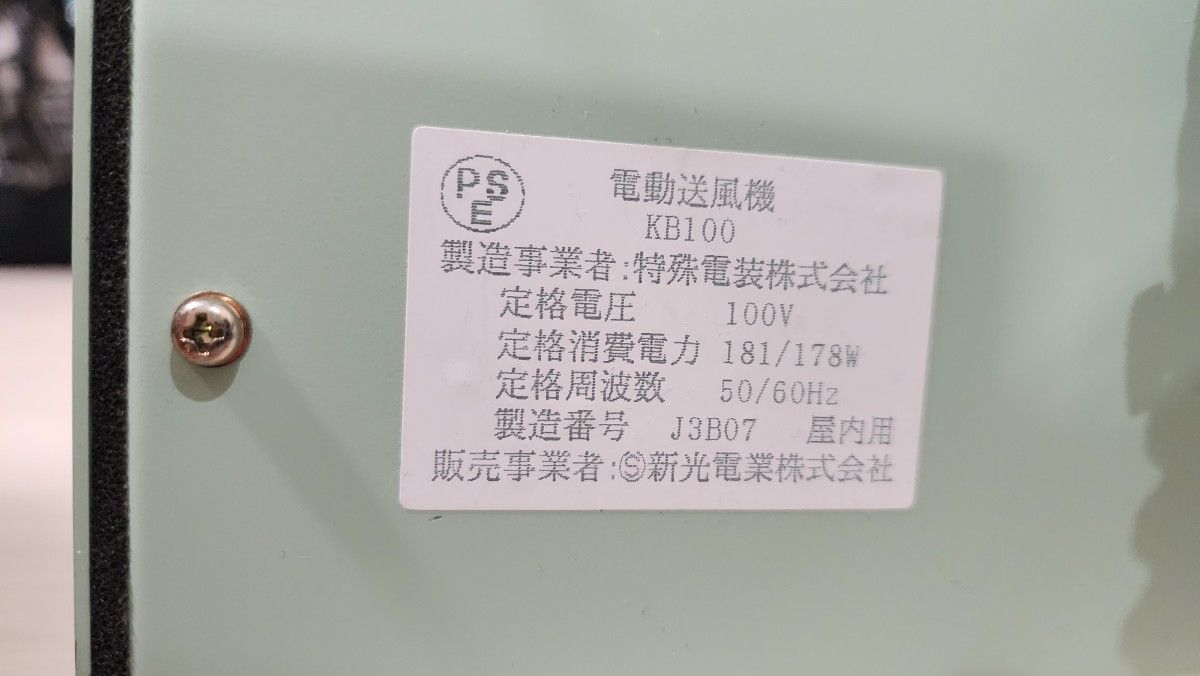 PSE
電動送風機
KB100
製造事業者:特殊電装株式会社
定格電圧 100V
定格消費電力 181/178W
定格周波数 50/60Hz
製造番号 J3B07 屋内用
販売事業者:Ⓢ新光電業株式会社